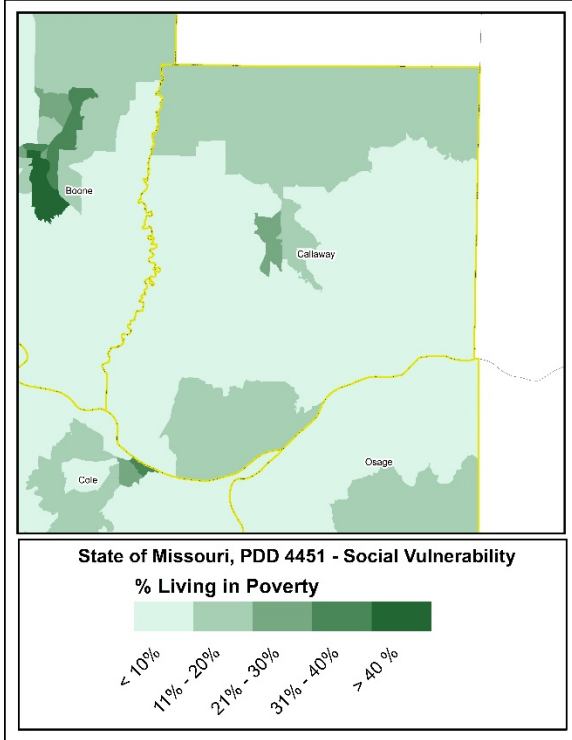 Boone
Callaway
Osage
Cole
State of Missouri, PDD 4451 - Social Vulnerability
% Living in Poverty
< 10%
11% - 20%
21% - 30%
31% - 40%
> 40 %